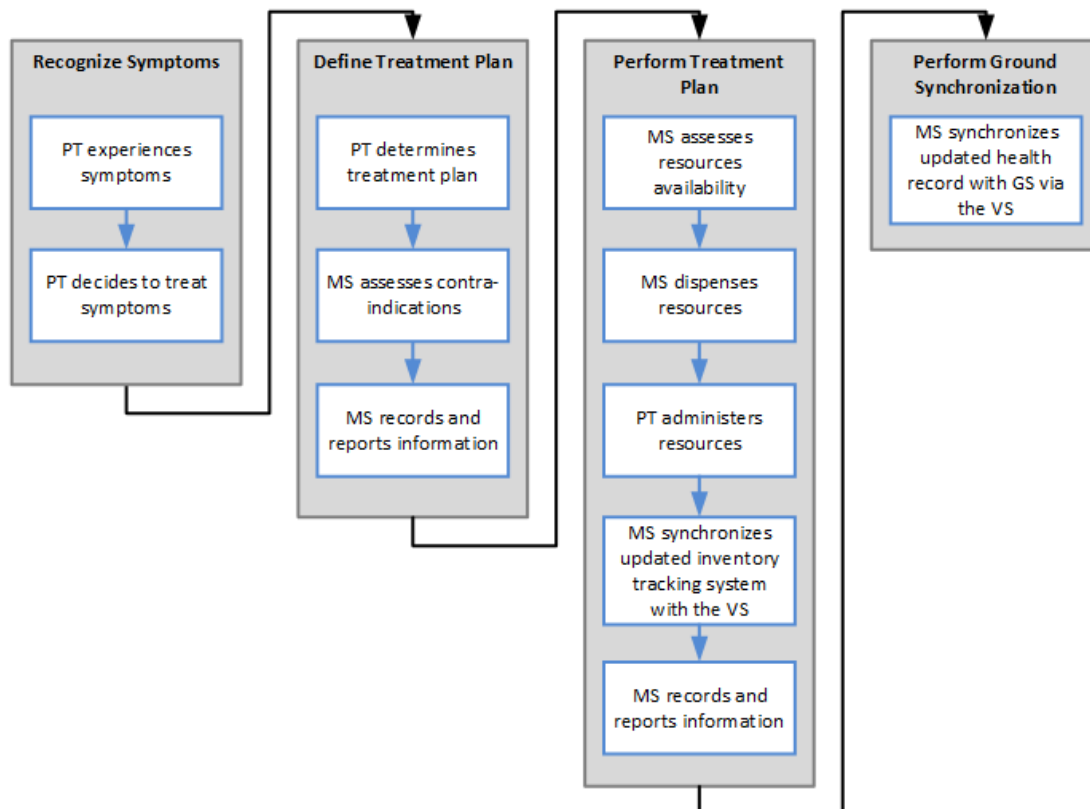 Recognize Symptoms
PT experiences
symptoms
PT decides to treat
symptoms
Define Treatment Plan
PT determines
treatment plan
MS assesses contra-
indications
MS records and
reports information
Perform Treatment
Plan
MS assesses
resources
availability
MS dispenses
resources
PT administers
resources
MS synchronizes
updated inventory
tracking system
with the VS
MS records and
reports information
Perform Ground
Synchronization
MS synchronizes
updated health
record with GS via
the VS